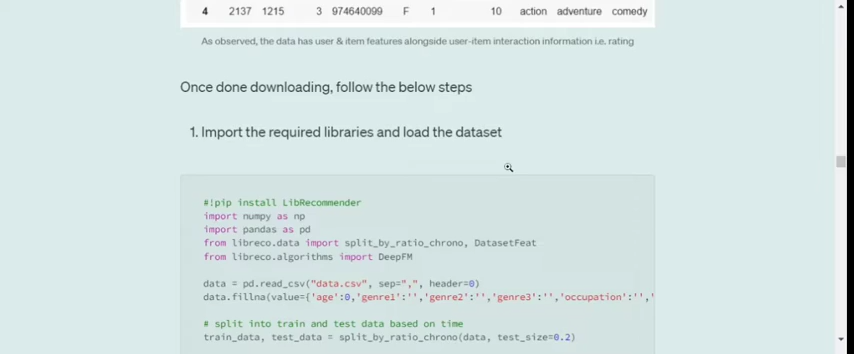 4 2137 1215 3 974640099 F 1 10 action adventure comedy
As observed, the data has user & item features alongside user-item interaction information i.e. rating
Once done downloading, follow the below steps
1. Import the required libraries and load the dataset
#!pip install LibRecommender
import numpy as np
import pandas as pd
from libreco.data import split_by_ratio_chrono, DatasetFeat
from libreco.algorithms import DeepFM
data = pd.read_csv("data.csv", sep=",", header=0)
data.fillna(value={'age':0,'genre1':'','genre2':'','genre3':'','occupation':'','
# split into train and test data based on time
train_data, test_data = split_by_ratio_chrono(data, test_size=0.2)